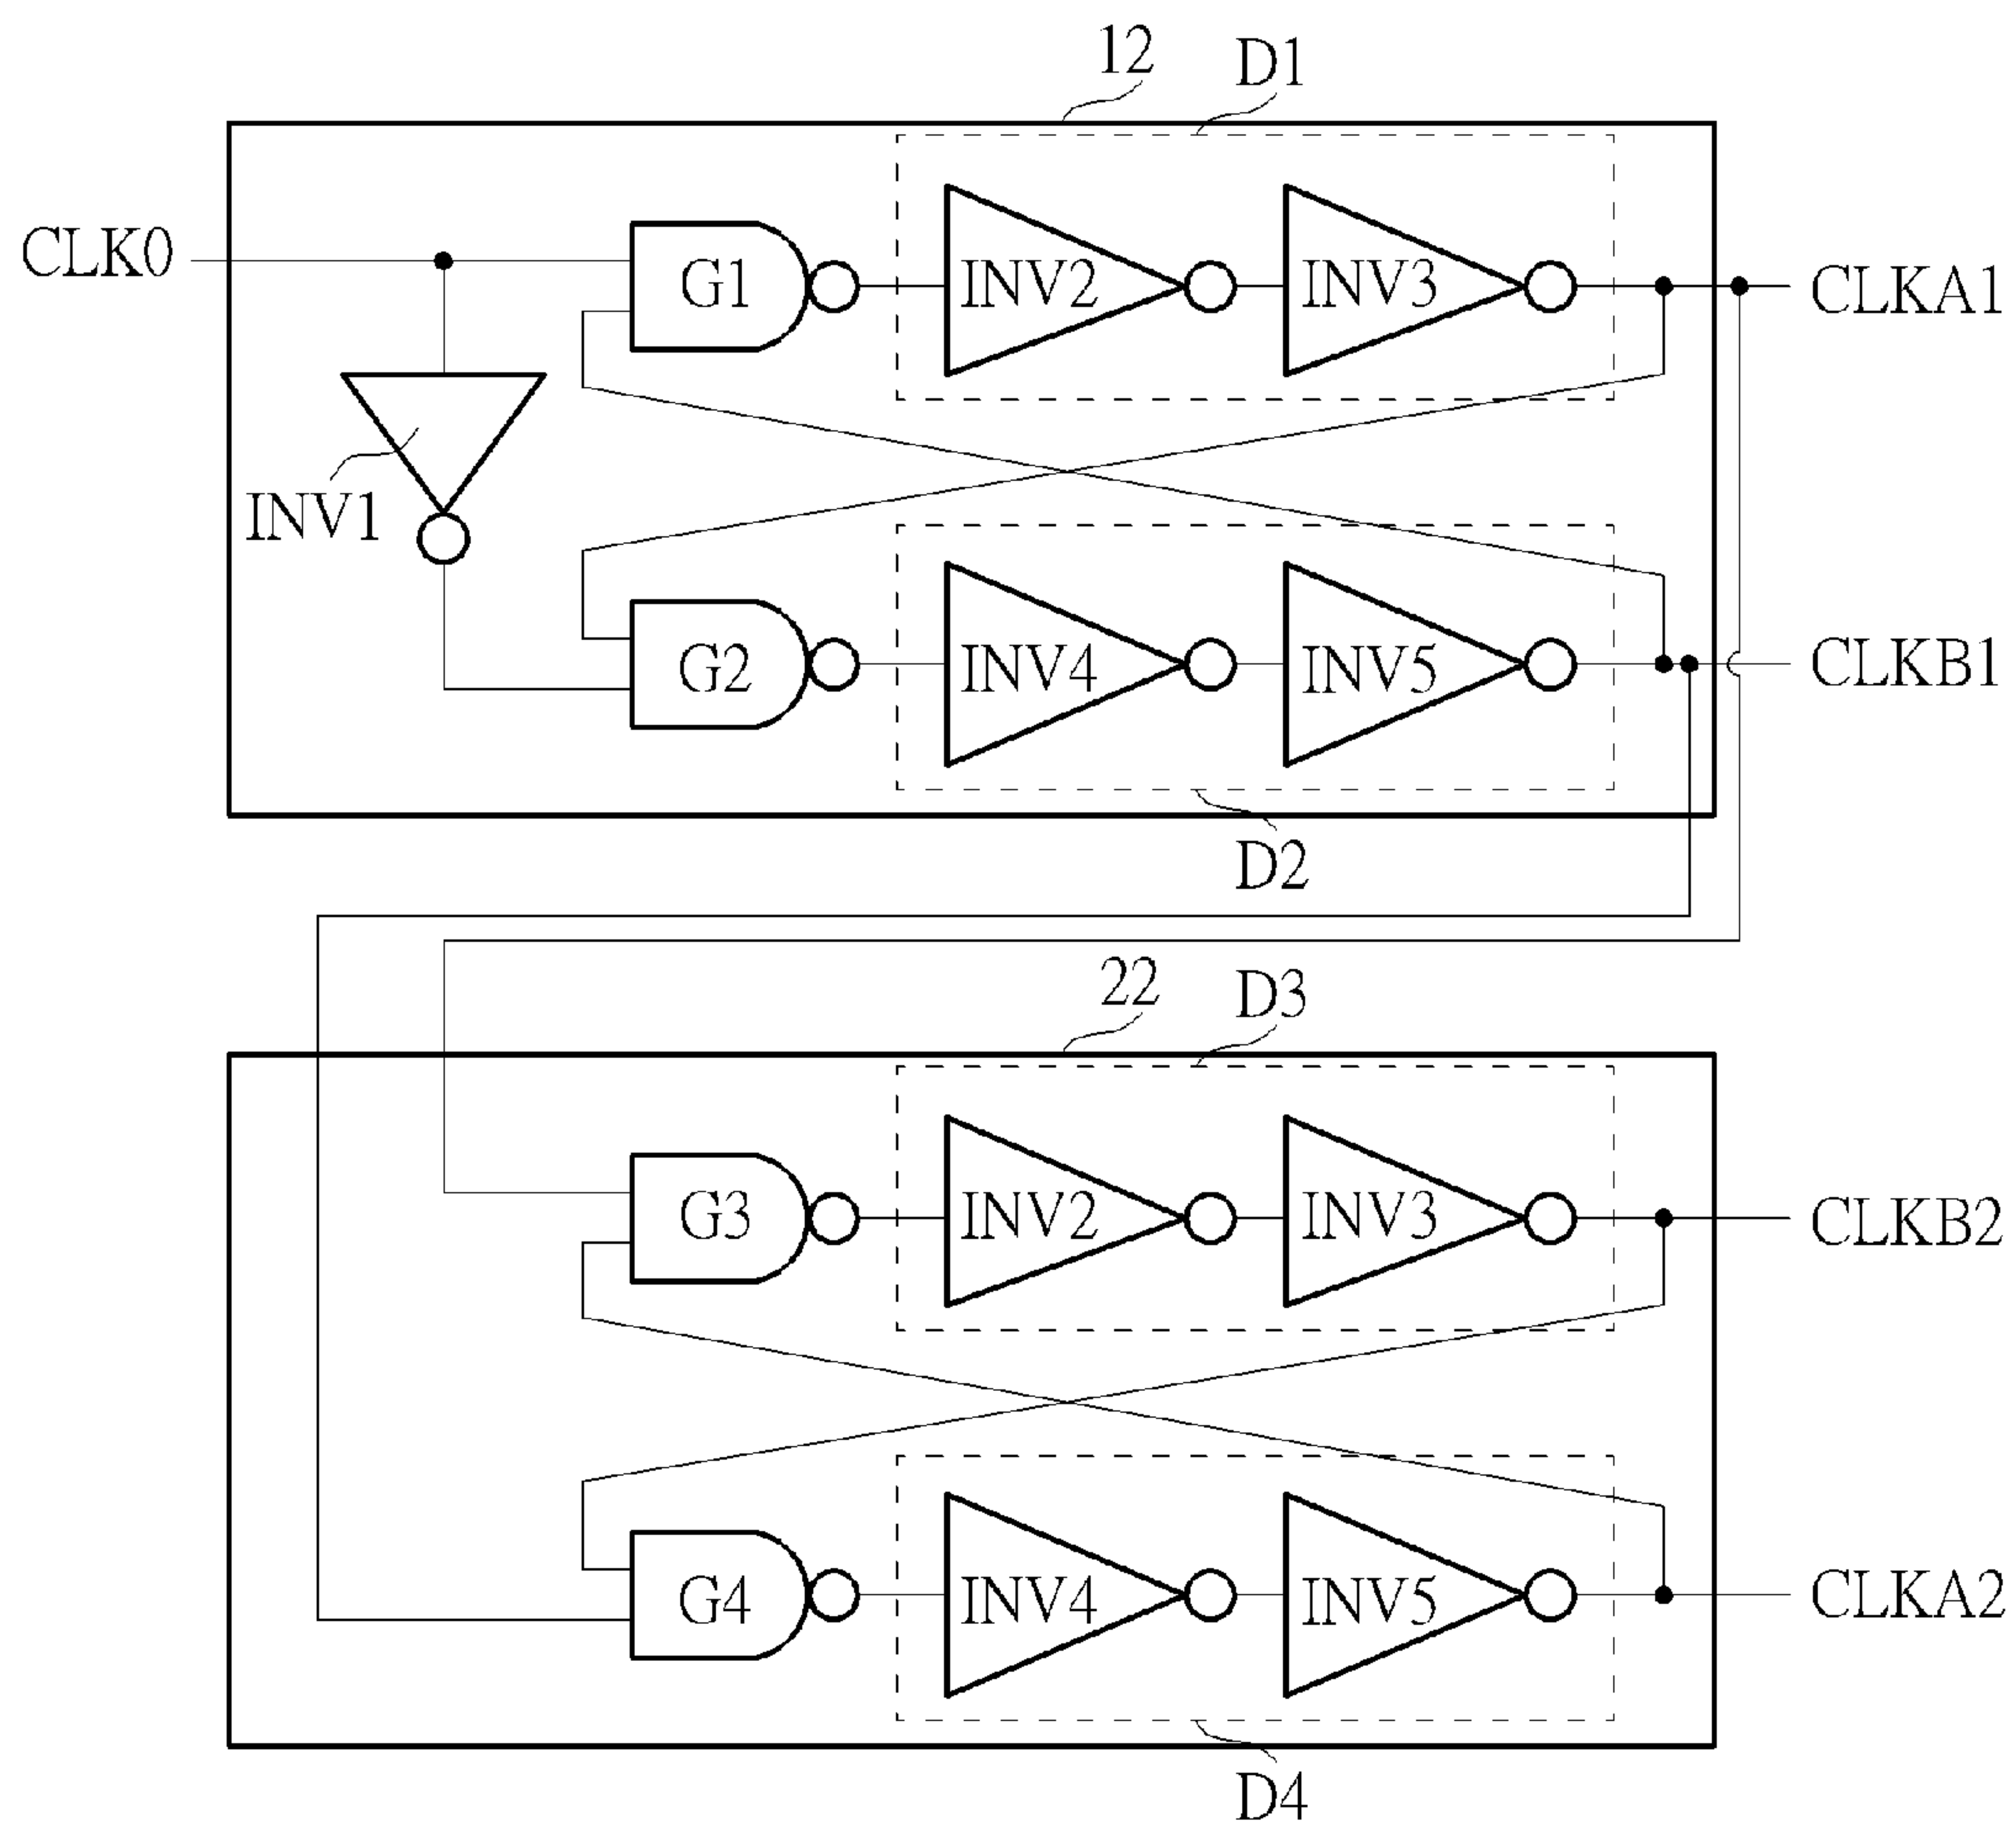 12
D1
CLK0
G1
INV2
INV3
CLKA1
INV1
G2
INV4
INV5
CLKB1
D2
22
D3
G3
INV2
INV3
CLKB2
G4
INV4
INV5
CLKA2
D4